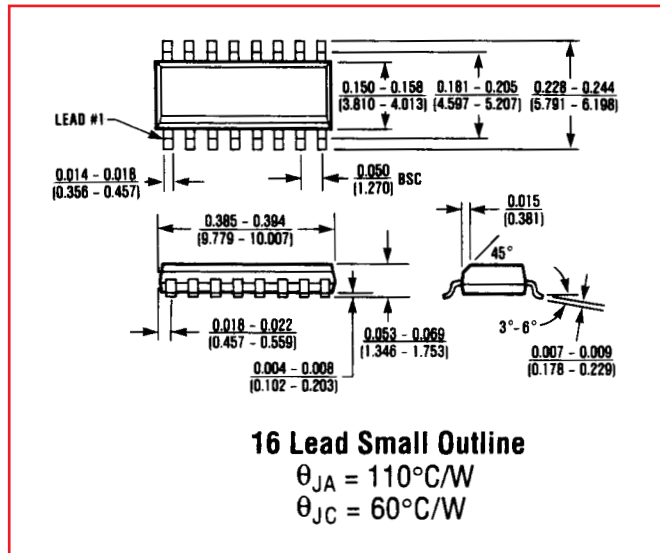 0.150 - 0.158
(3.810 - 4.013)
0.181 - 0.205
(4.597 - 5.207)
0.228 - 0.244
(5.791 - 6.198)
LEAD #1
0.014 - 0.018
(0.356 - 0.457)
0.050
(1.270)
BSC
0.015
(0.381)
0.385 - 0.394
(9.779 - 10.007)
45°
0.018 - 0.022
(0.457 - 0.559)
0.053 - 0.069
(1.346 - 1.753)
3°-6°
0.007 - 0.009
(0.178 - 0.229)
0.004 - 0.008
(0.102 - 0.203)
16 Lead Small Outline
θJA = 110°C/W
θJC = 60°C/W